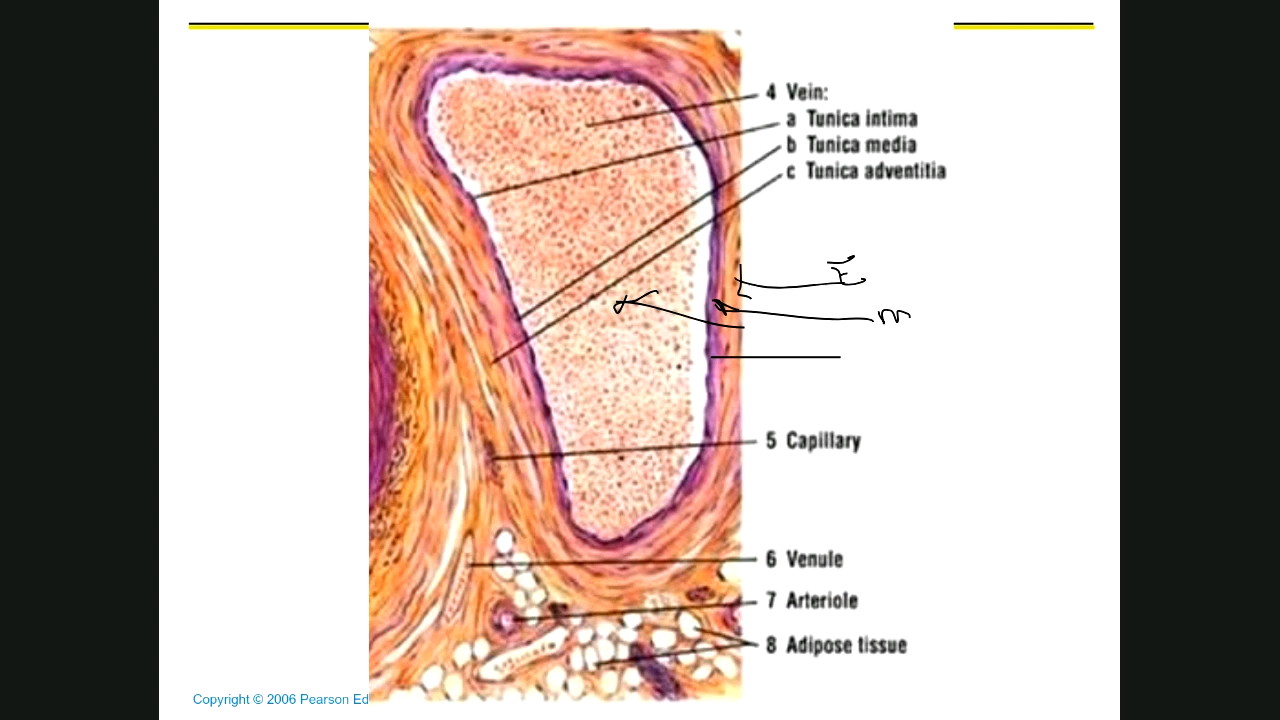 4 Vein:
a Tunica intima
b Tunica media
c Tunica adventitia
m
5 Capillary
6 Venule
7 Arteriole
8 Adipose tissue
Copyright © 2006 Pearson Ed